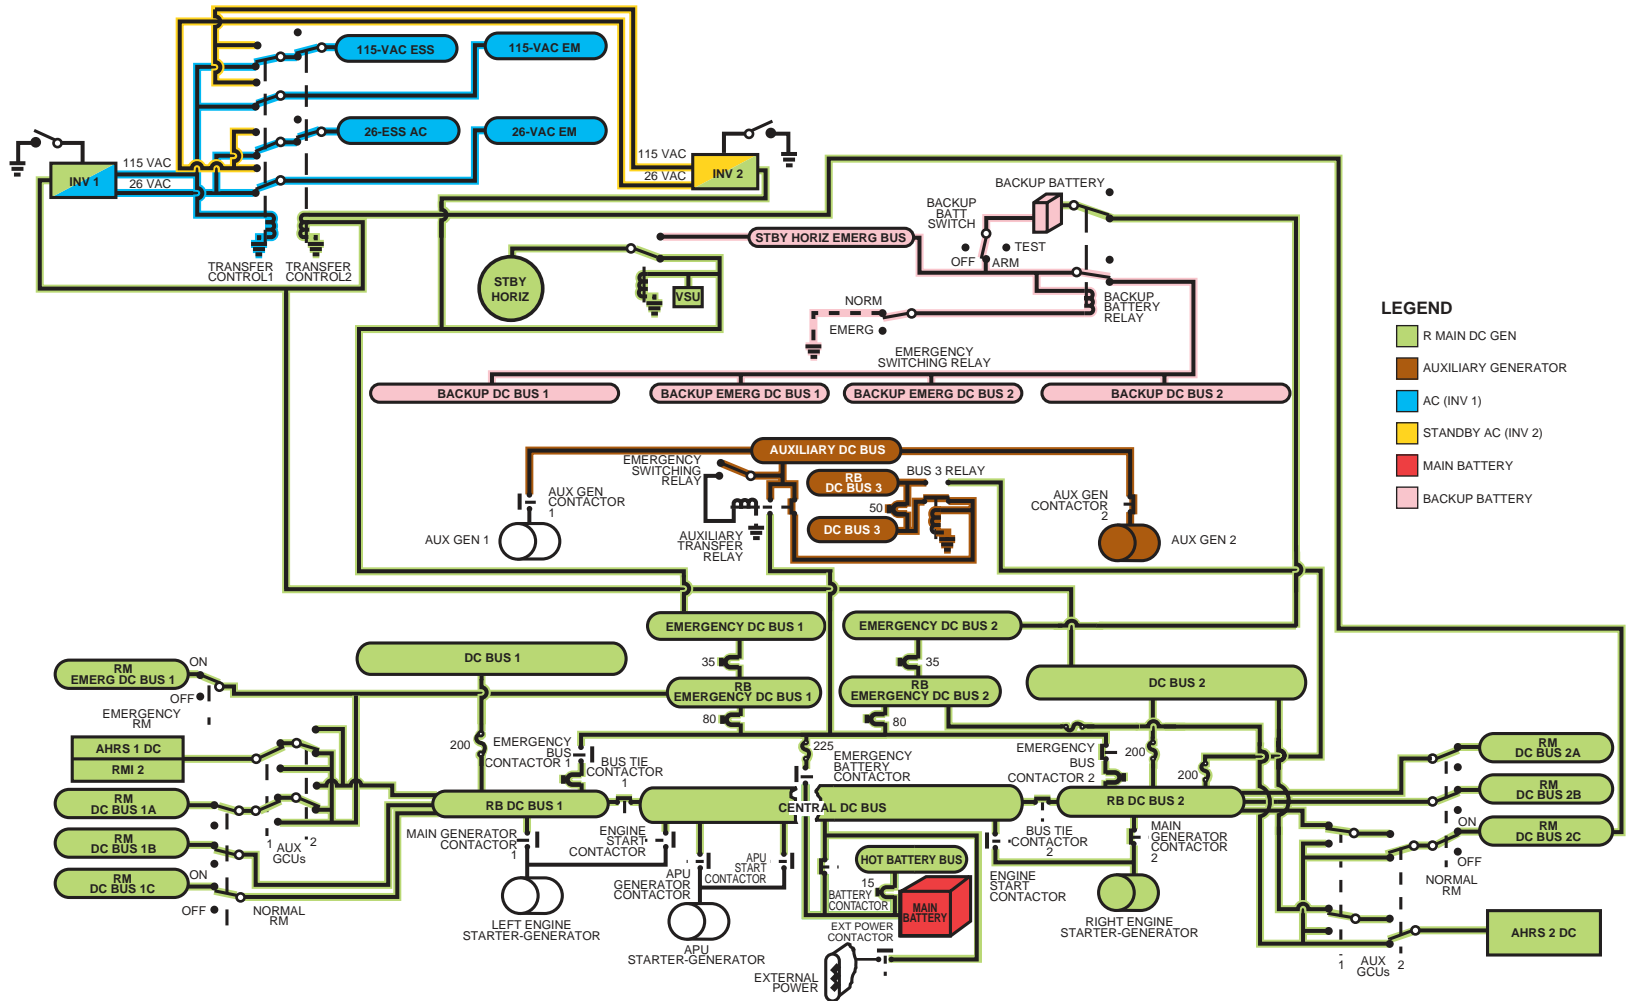 115-VAC ESS
115-VAC EM
26-ESS AC
26-VAC EM
115 VAC
26 VAC
INV 1
115 VAC
26 VAC
INV 2
TRANSFER
CONTROL1
TRANSFER
CONTROL2
BACKUP BATTERY
BACKUP
BATT
SWITCH
TEST
OFF
ARM
STBY HORIZ EMERG BUS
STBY
HORIZ
VSU
NORM
EMERG
BACKUP
BATTERY
RELAY
EMERGENCY
SWITCHING RELAY
BACKUP DC BUS 1
BACKUP EMERG DC BUS 1
BACKUP EMERG DC BUS 2
BACKUP DC BUS 2
LEGEND
R MAIN DC GEN
AUXILIARY GENERATOR
AC (INV 1)
STANDBY AC (INV 2)
MAIN BATTERY
BACKUP BATTERY
AUXILIARY DC BUS
EMERGENCY
SWITCHING
RELAY
RB
DC BUS 3
BUS 3 RELAY
50
DC BUS 3
AUX GEN
CONTACTOR
1
AUX GEN 1
AUXILIARY
TRANSFER
RELAY
AUX GEN
CONTACTOR
2
AUX GEN 2
EMERGENCY DC BUS 1
EMERGENCY DC BUS 2
35
35
DC BUS 1
RB
EMERGENCY DC BUS 1
RB
EMERGENCY DC BUS 2
DC BUS 2
80
80
RM
EMERG DC BUS 1
ON
OFF
EMERGENCY
RM
AHRS 1 DC
RMI 2
RM
DC BUS 1A
RM
DC BUS 1B
RM
DC BUS 1C
1
2
AUX
GCUs
ON
OFF
NORMAL
RM
200
EMERGENCY
BUS
CONTACTOR 1
BUS TIE
CONTACTOR
1
225
EMERGENCY
BATTERY
CONTACTOR
EMERGENCY
BUS
CONTACTOR 2
200
200
RB DC BUS 1
CENTRAL DC BUS
RB DC BUS 2
MAIN GENERATOR
CONTACTOR
1
ENGINE
START
CONTACTOR
APU
START
CONTACTOR
APU
GENERATOR
CONTACTOR
LEFT ENGINE
STARTER-GENERATOR
APU
STARTER-GENERATOR
HOT BATTERY BUS
15
BATTERY
CONTACTOR
MAIN
BATTERY
EXT POWER
CONTACTOR
EXTERNAL
POWER
BUS TIE
CONTACTOR
2
ENGINE
START
CONTACTOR
MAIN
GENERATOR
CONTACTOR
2
RIGHT ENGINE
STARTER-GENERATOR
RM
DC BUS 2A
RM
DC BUS 2B
ON
RM
DC BUS 2C
OFF
NORMAL
RM
AHRS 2 DC
1
AUX
GCUs
2